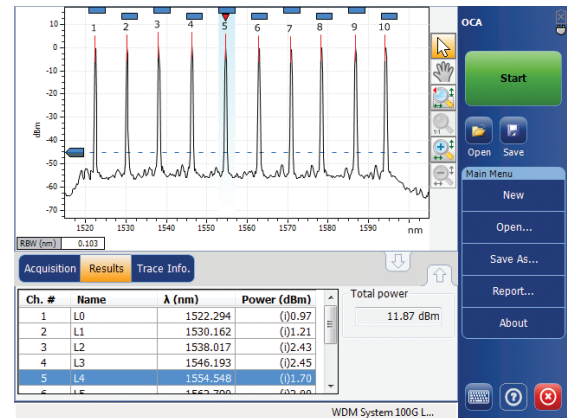 OCA
Start
Open Save
Main Menu
New
Open...
Save As...
Report...
About
dBm
10
0
-10
-20
-30
-40
-50
-60
-70
1 2 3 4 5 6 7 8 9 10
1520 1530 1540 1550 1560 1570 1580 1590 nm
RBW (nm) 0.103
Acquisition Results Trace Info.
Ch. # Name λ (nm) Power (dBm)
1 L0 1522.294 (i)0.97
2 L1 1530.162 (i)1.21
3 L2 1538.017 (i)2.43
4 L3 1546.193 (i)2.45
5 L4 1554.548 (i)1.70
Total power
11.87 dBm
WDM System 100G L...